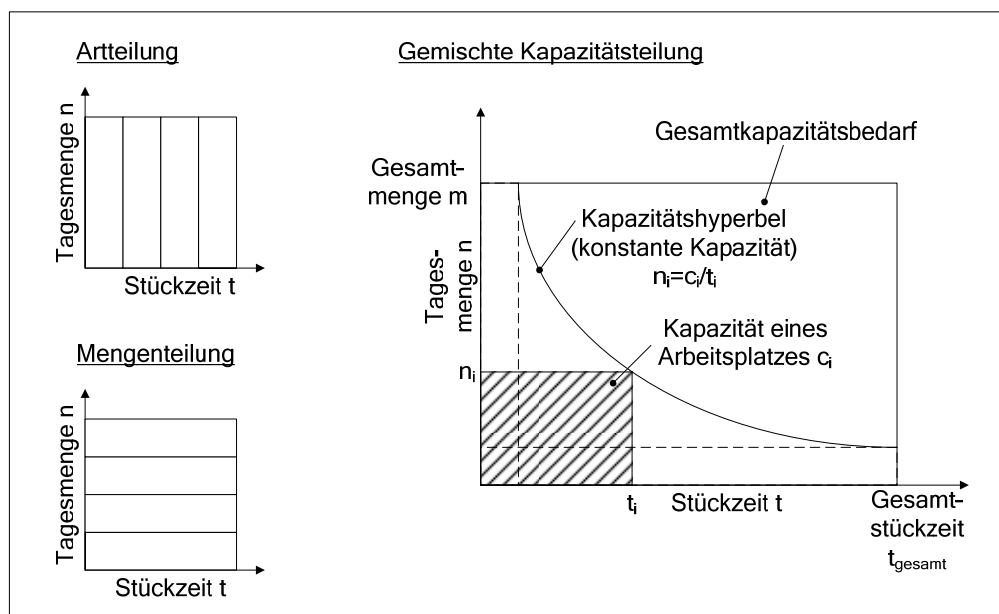 Artteilung
Tagesmenge n
Stückzeit t
Mengenteilung
Tagesmenge n
Stückzeit t
Gemischte Kapazitätsteilung
Gesamtkapazitätsbedarf
Gesamt-
menge m
Kapazitätshyperbel
(konstante Kapazität)
nᵢ=cᵢ/tᵢ
Tages-
menge n
Kapazität eines
Arbeitsplatzes cᵢ
nᵢ
tᵢ
Stückzeit t
Gesamt-
stückzeit
t_gesamt